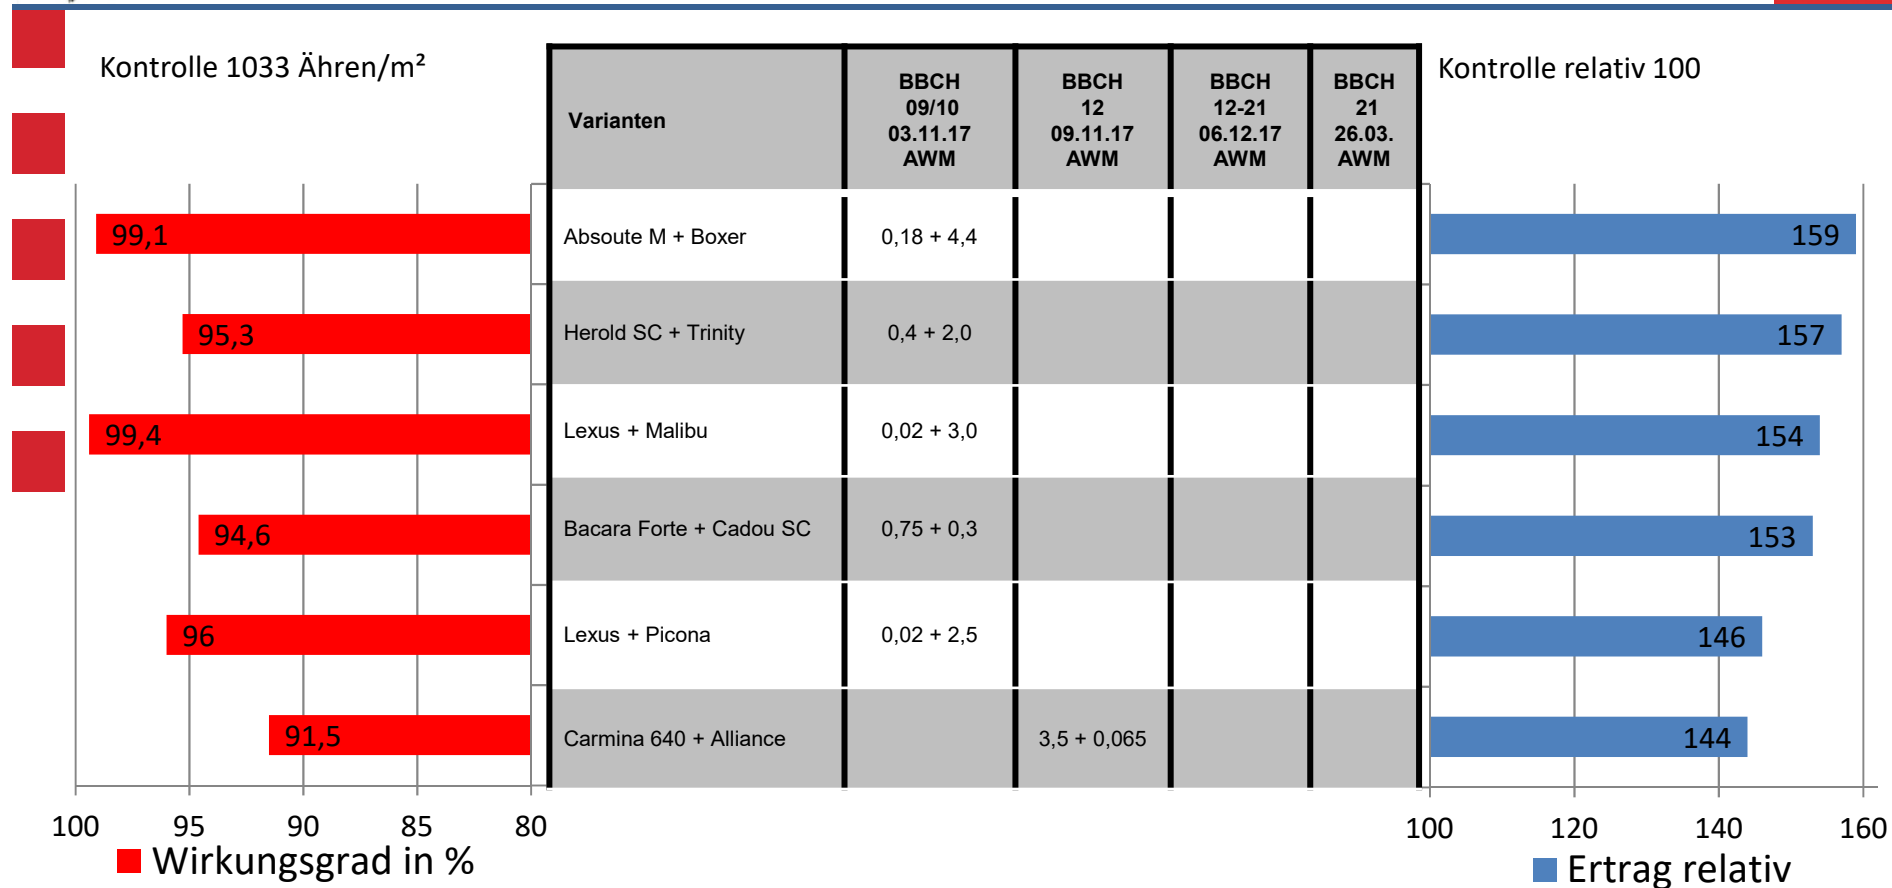 Kontrolle 1033 Ähren/m²
Kontrolle relativ 100
Varianten
BBCH
09/10
03.11.17
AWM
BBCH
12
09.11.17
AWM
BBCH
12-21
06.12.17
AWM
BBCH
21
26.03.
AWM
99,1
Absoute M + Boxer
0,18 + 4,4
159
95,3
Herold SC + Trinity
0,4 + 2,0
157
99,4
Lexus + Malibu
0,02 + 3,0
154
94,6
Bacara Forte + Cadou SC
0,75 + 0,3
153
96
Lexus + Picona
0,02 + 2,5
146
91,5
Carmina 640 + Alliance
3,5 + 0,065
144
100 95 90 85 80
100 120 140 160
Wirkungsgrad in %
Ertrag relativ